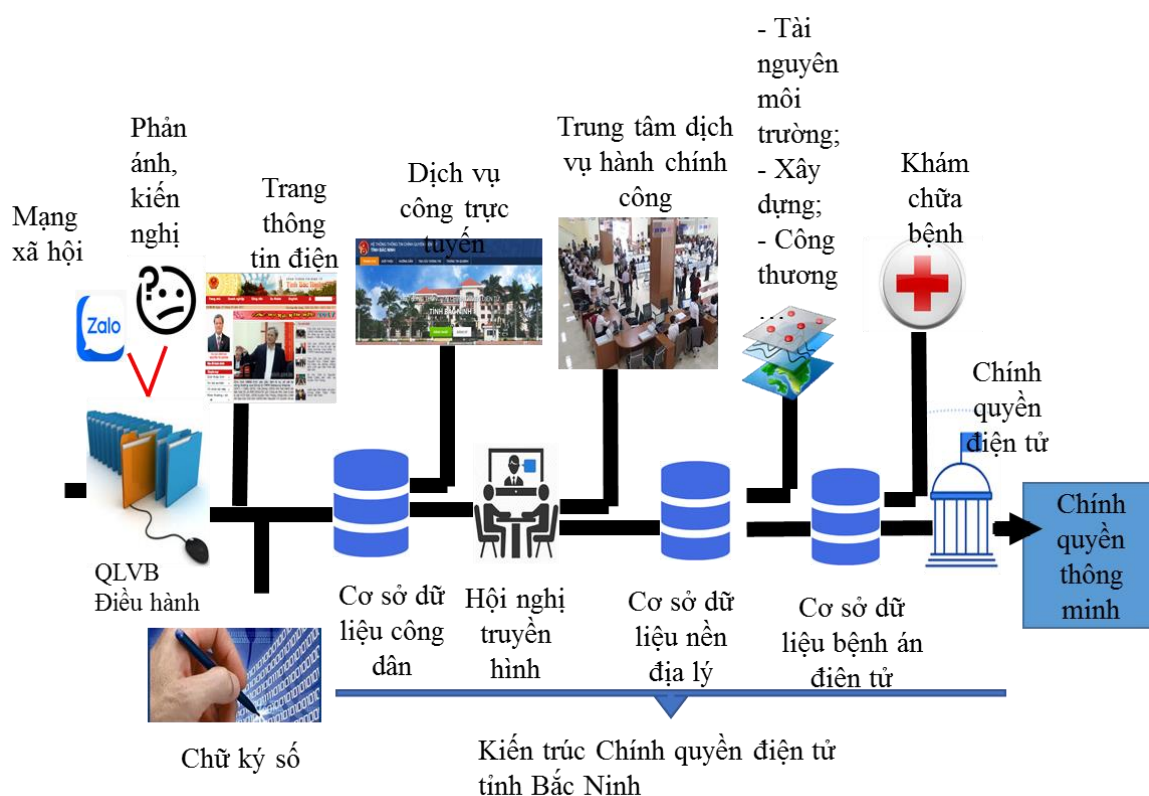 Mạng
xã hội
Phản
ánh,
kiến
nghị
Zalo
Trang
thông
tin điện
Dịch vụ
công trực
tuyến
TỈNH BẮC NINH
Trung tâm dịch
vụ hành chính
công
- Tài
nguyên
môi
trường;
- Xây
dựng;
- Công
thương
...
Khám
chữa
bệnh
Chính
quyền
điện tử
Chính
quyền
thông
minh
QLVB
Điều hành
Cơ sở dữ
liệu công
dân
Hội nghị
truyền
hình
Cơ sở dữ
liệu nền
địa lý
Cơ sở dữ
liệu bệnh án
điên tử
Chữ ký số
Kiến trúc Chính quyền điện tử
tỉnh Bắc Ninh